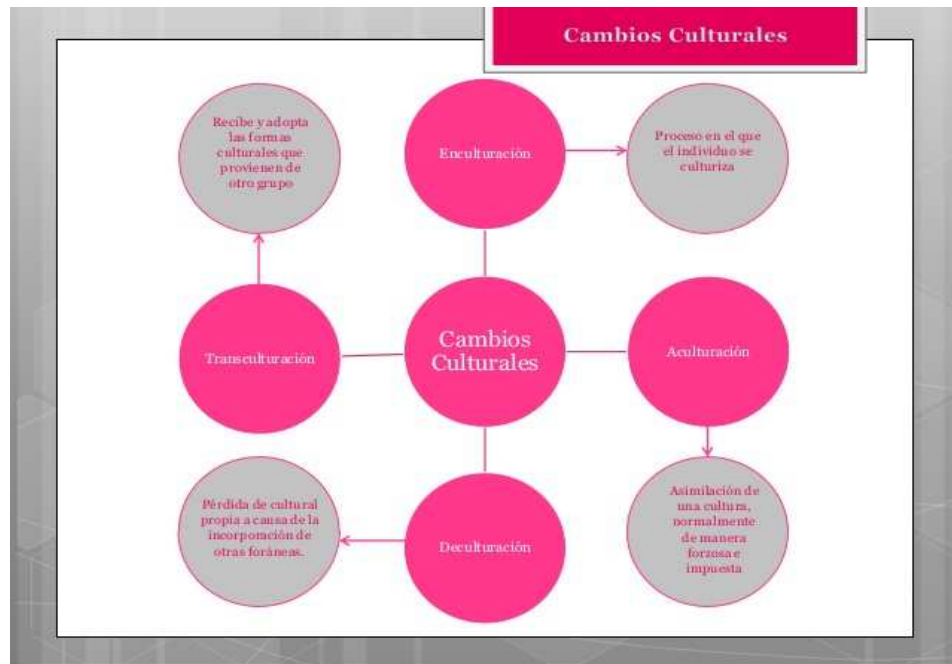 Cambios Culturales
Recibe y adopta
las formas
culturales que
provienen de
otro grupo
Enculturación
Proceso en el que
el individuo se
culturiza
Transculturación
Cambios
Culturales
Aculturación
Pérdida de cultural
propia a causa de la
incorporación de
otras foráneas.
Deculturación
Asimilación de
una cultura,
normalmente
de manera
forzosa e
impuesta